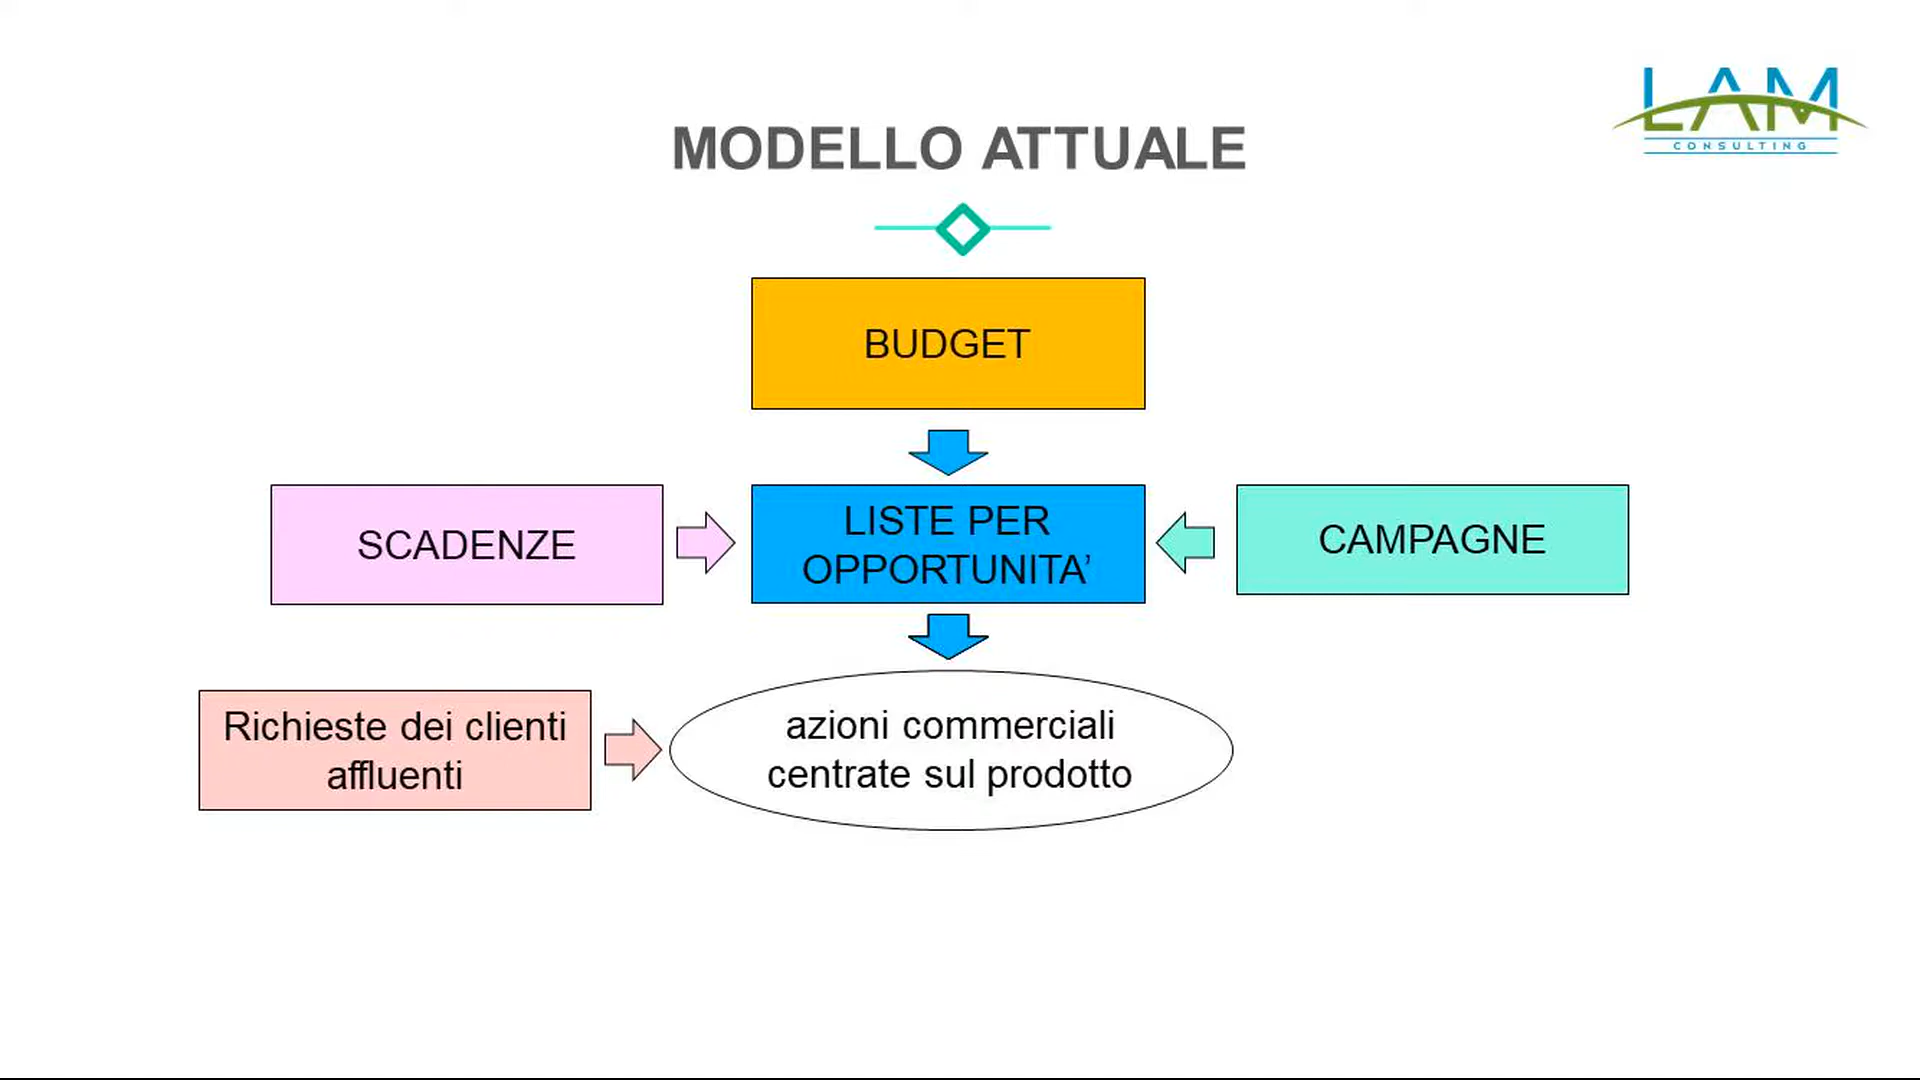 LAM
CONSULTING
MODELLO ATTUALE
BUDGET
SCADENZE
LISTE PER
OPPORTUNITA’
CAMPAGNE
Richieste dei clienti
affluenti
azioni commerciali
centrate sul prodotto